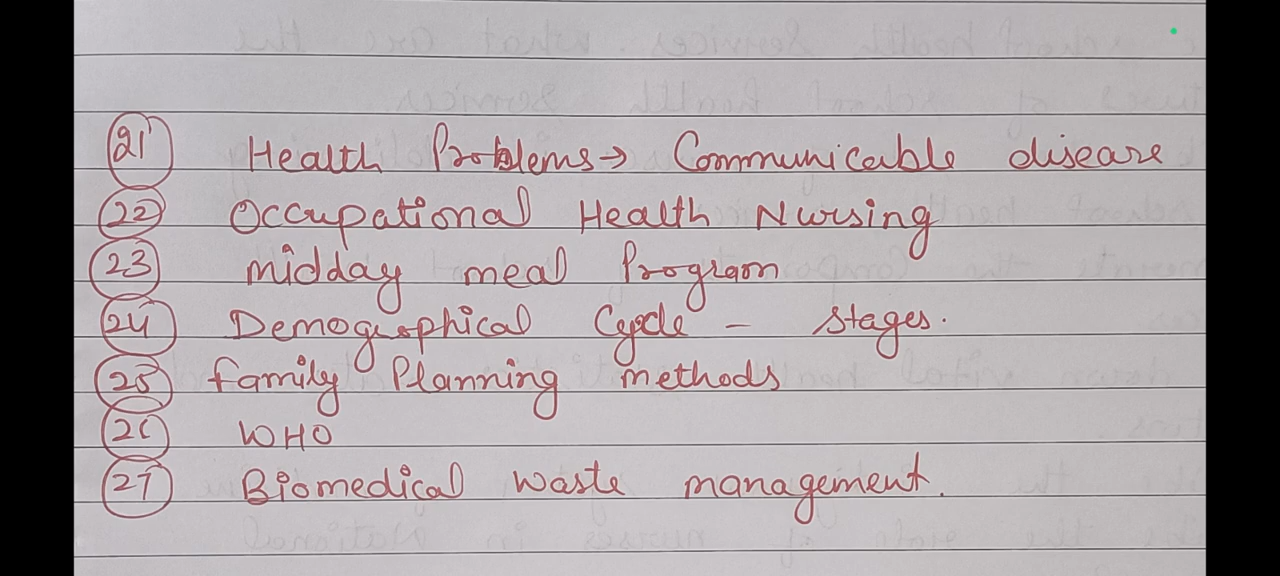 21 Health Problems → Communicable disease
22 Occupational Health Nursing
23 midday meal Program
24 Demographical Cycle - stages.
25 family Planning methods
26 WHO
27 Biomedical waste management.